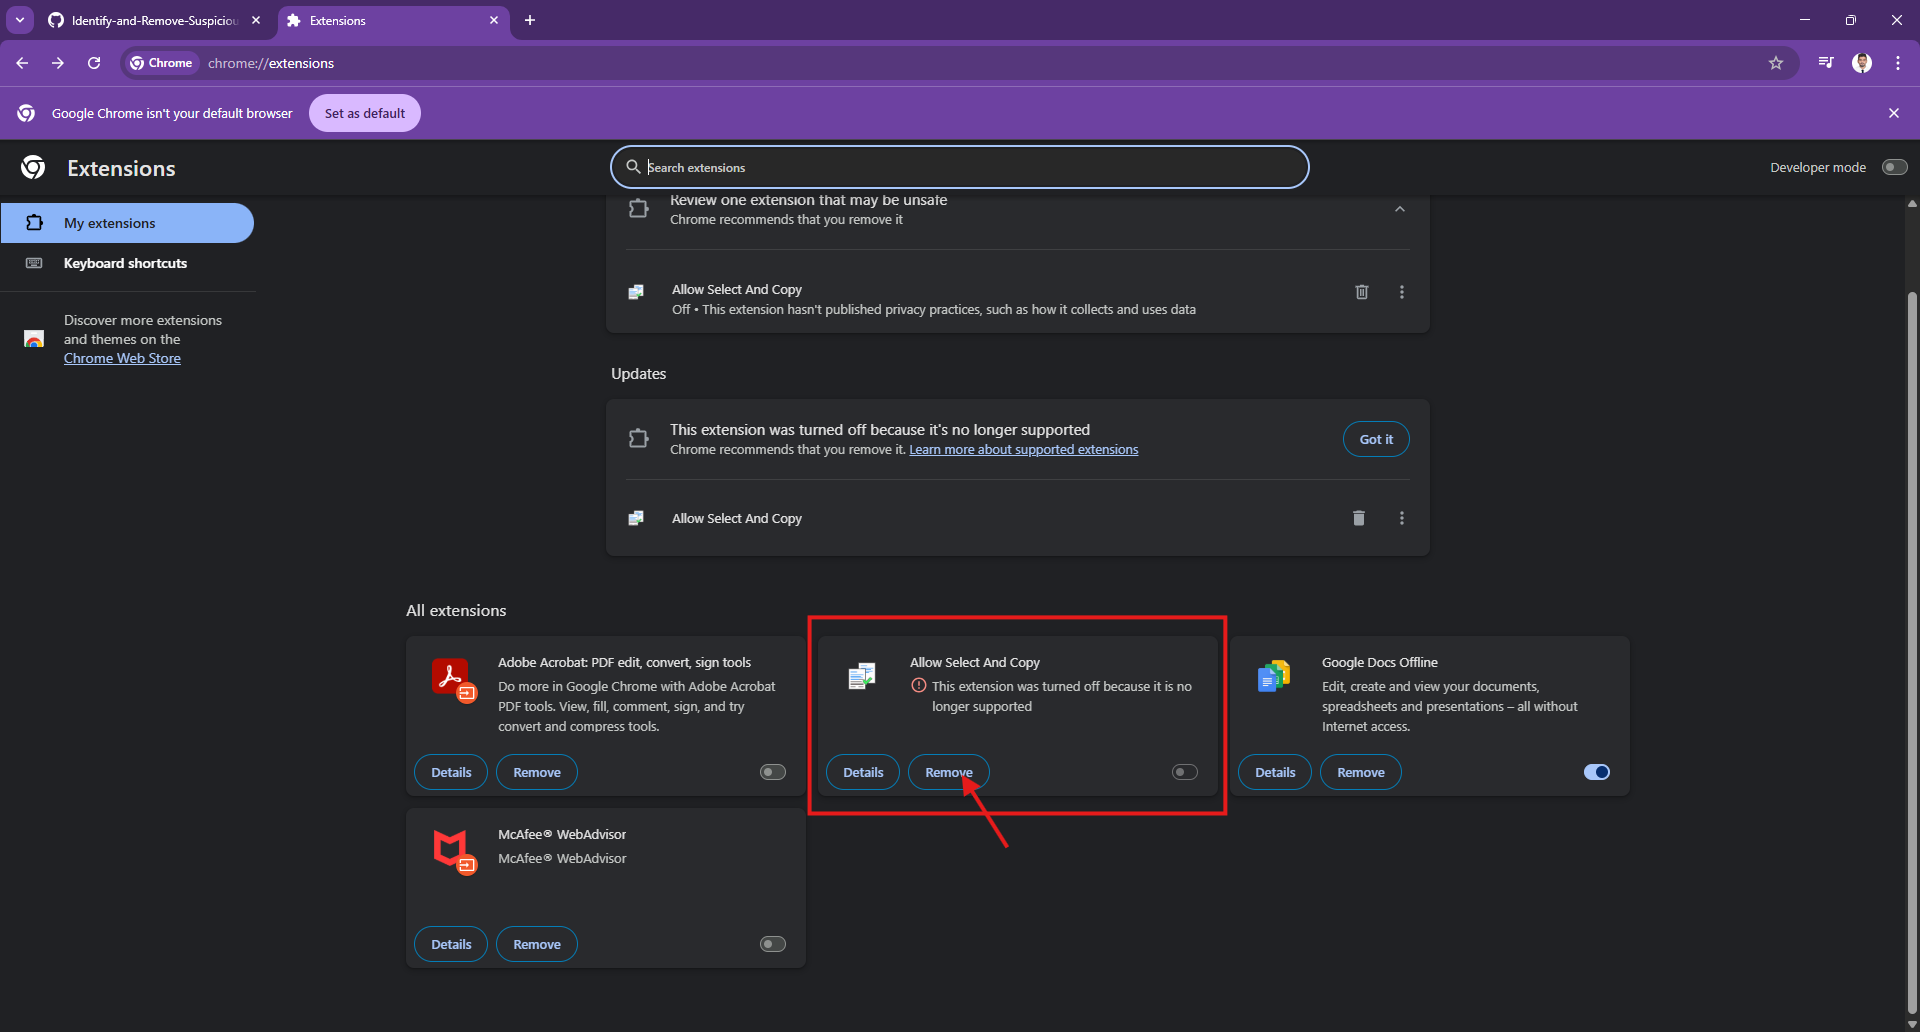 Identify-and-Remove-Suspiciou
Extensions
Chrome
chrome://extensions
Google Chrome isn't your default browser
Set as default
Extensions
Search extensions
Developer mode
My extensions
Keyboard shortcuts
Discover more extensions
and themes on the
Chrome Web Store
Review one extension that may be unsafe
Chrome recommends that you remove it
Allow Select And Copy
Off • This extension hasn't published privacy practices, such as how it collects and uses data
Updates
This extension was turned off because it's no longer supported
Chrome recommends that you remove it. Learn more about supported extensions
Got it
Allow Select And Copy
All extensions
Adobe Acrobat: PDF edit, convert, sign tools
Do more in Google Chrome with Adobe Acrobat
PDF tools. View, fill, comment, sign, and try
convert and compress tools.
Details
Remove
Allow Select And Copy
This extension was turned off because it is no
longer supported
Details
Remove
Google Docs Offline
Edit, create and view your documents,
spreadsheets and presentations – all without
Internet access.
Details
Remove
McAfee® WebAdvisor
McAfee® WebAdvisor
Details
Remove